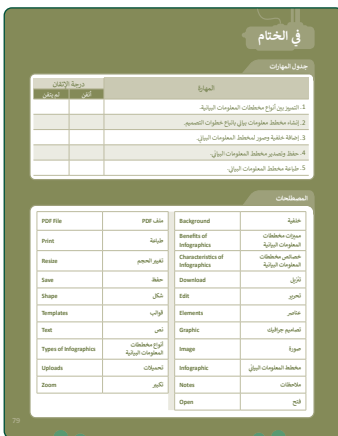 في الختام
جدول المهارات
المهارة
درجة الإتقان
أتقن
لم يتقن
1. التمييز بين أنواع مخططات المعلومات البيانية.
2. إنشاء مخطط معلومات بياني باتباع خطوات التصميم.
3. إضافة خلفية وصور لمخطط المعلومات البياني.
4. حفظ وتصدير مخطط المعلومات البياني.
5. طباعة مخطط المعلومات البياني.
المصطلحات
خلفية Background
مميزات مخططات المعلومات البيانية Benefits of Infographics
خصائص مخططات المعلومات البيانية Characteristics of Infographics
تنزيل Download
تحرير Edit
عناصر Elements
تصاميم جرافيك Graphic
صورة Image
مخطط المعلومات البياني Infographic
ملاحظات Notes
فتح Open
ملف PDF PDF File
طباعة Print
تغيير الحجم Resize
حفظ Save
شكل Shape
قوالب Templates
نص Text
أنواع مخططات المعلومات البيانية Types of Infographics
تحميلات Uploads
تكبير Zoom
79